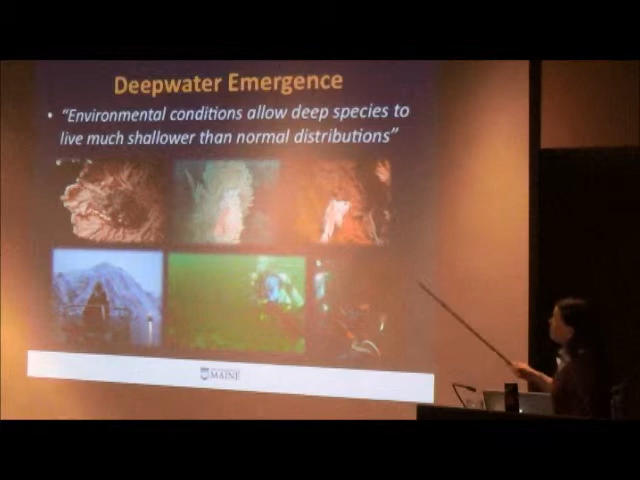 Deepwater Emergence
• “Environmental conditions allow deep species to
live much shallower than normal distributions”
MAINE